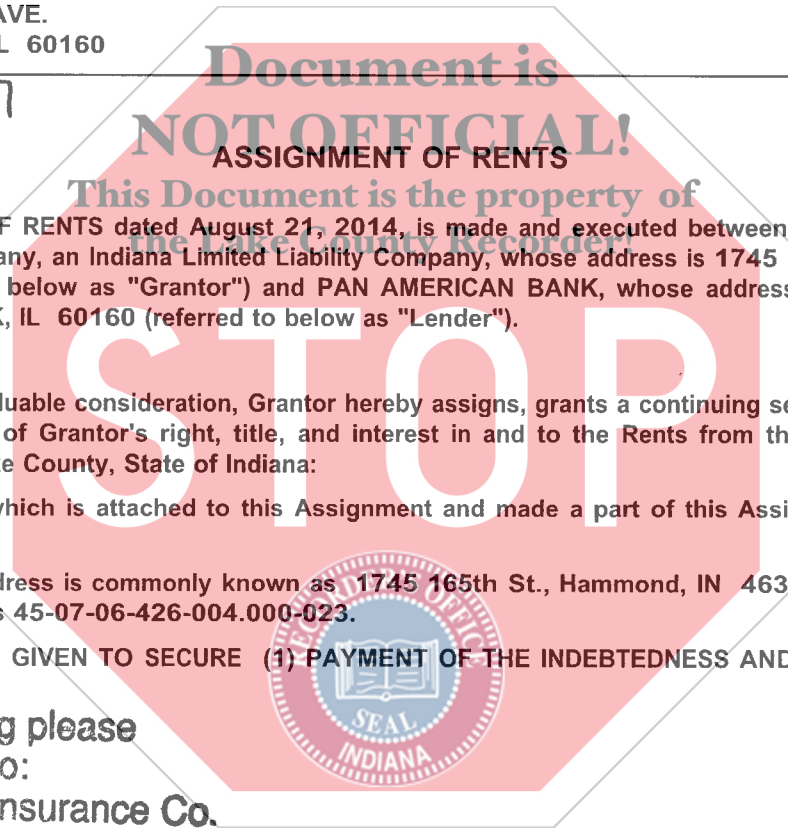 AVE.
L 60160
Document is
NOT OFFICIAL!
ASSIGNMENT OF RENTS
This Document is the property of
the Lake County Recorder!
F RENTS dated August 21, 2014, is made and executed between
any, an Indiana Limited Liability Company, whose address is 1745
below as "Grantor") and PAN AMERICAN BANK, whose address
K, IL 60160 (referred to below as "Lender").
STOP
luable consideration, Grantor hereby assigns, grants a continuing se
of Grantor's right, title, and interest in and to the Rents from th
e County, State of Indiana:
which is attached to this Assignment and made a part of this Assi
dress is commonly known as 1745 165th St., Hammond, IN 463
s 45-07-06-426-004.000-023.
GIVEN TO SECURE (1) PAYMENT OF THE INDEBTEDNESS AND
RECORDER'S OFFICE
SEAL
INDIANA
g please
o:
nsurance Co.